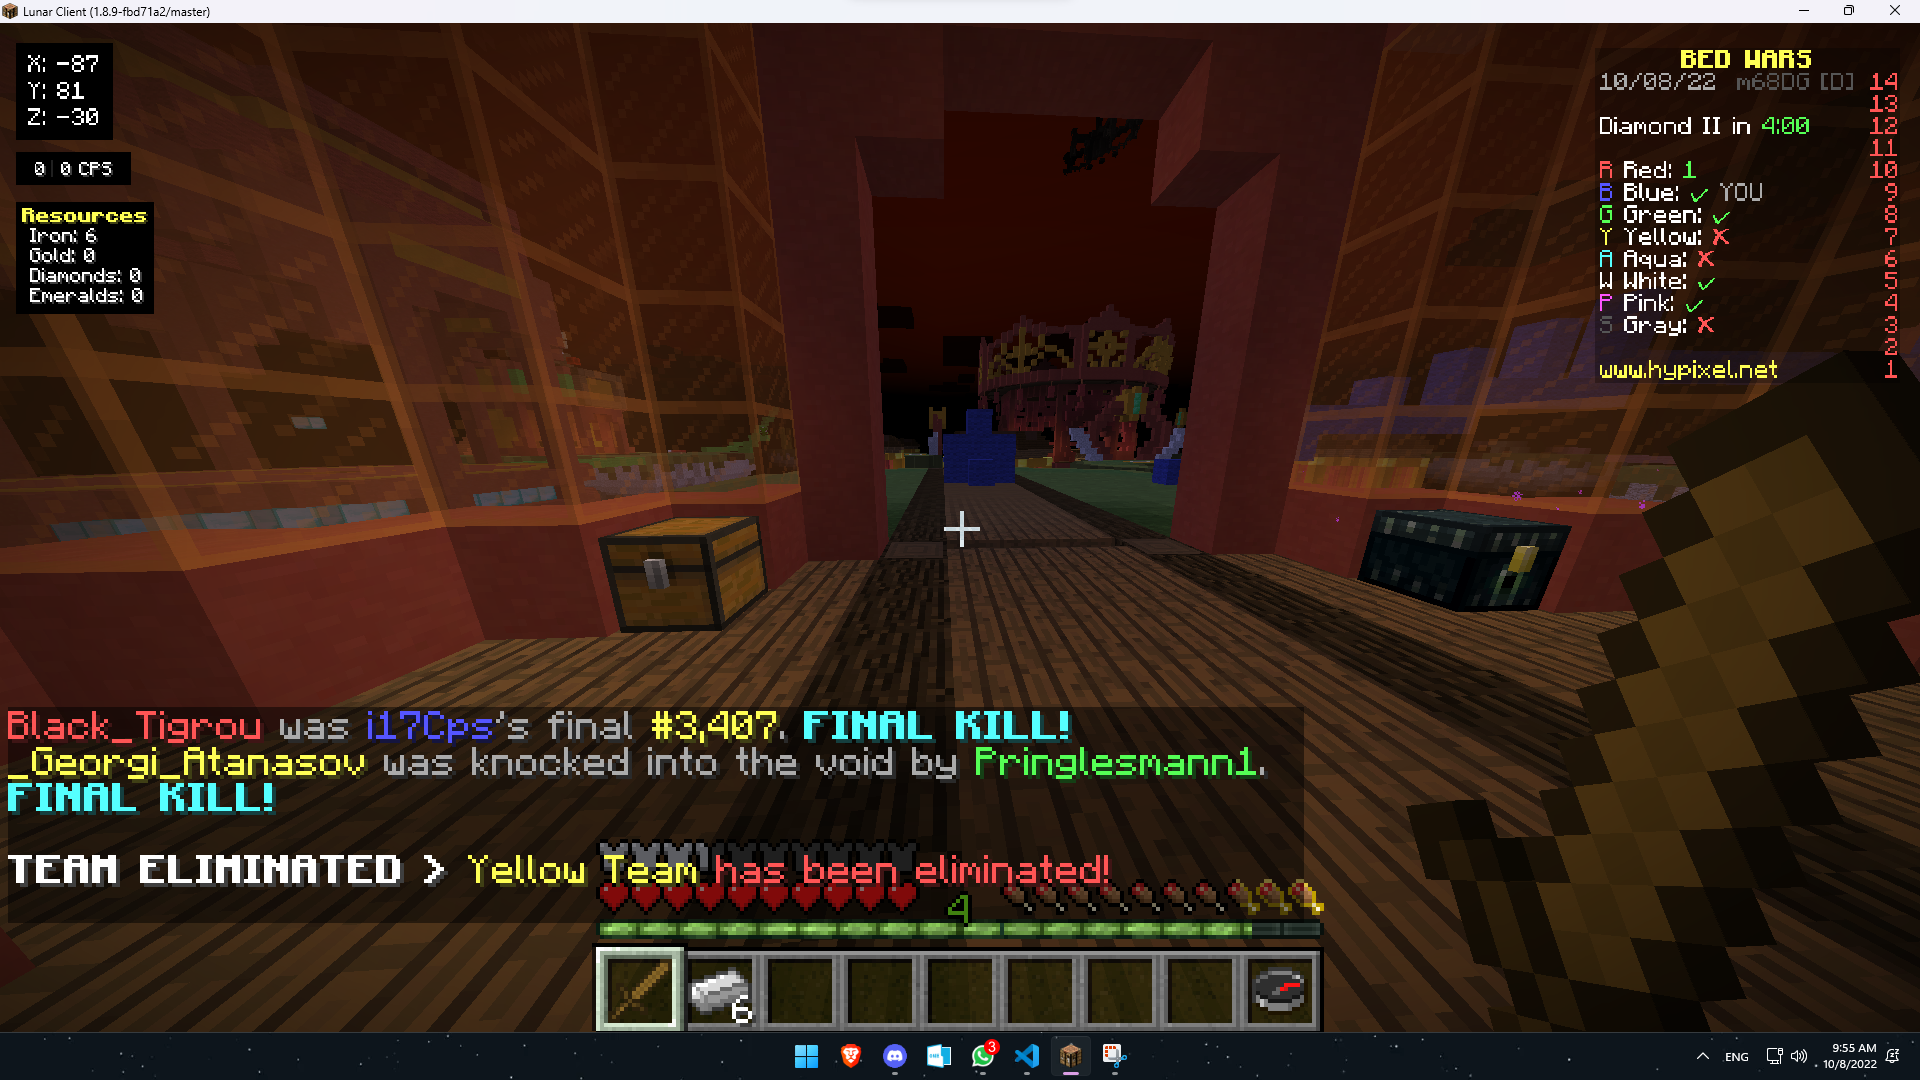 Lunar Client (1.8.9-fbd71a2/master)
X: -87
Y: 81
Z: -30
0 | 0 CPS
Resources
Iron: 6
Gold: 0
Diamonds: 0
Emeralds: 0
BED WARS
10/08/22 m68DG [D] 14
13
Diamond II in 4:00 12
11
R Red: 1 10
B Blue: ✓ YOU 9
G Green: ✓ 8
Y Yellow: ✗ 7
A Aqua: ✗ 6
W White: ✓ 5
P Pink: ✓ 4
S Gray: ✗ 3
2
www.hypixel.net 1
Black_Tigrou was i17Cps's final #3,407. FINAL KILL!
_Georgi_Atanasov was knocked into the void by Pringlesmann1.
FINAL KILL!
TEAM ELIMINATED > Yellow Team has been eliminated!
4
6
3
ENG
9:55 AM
10/8/2022